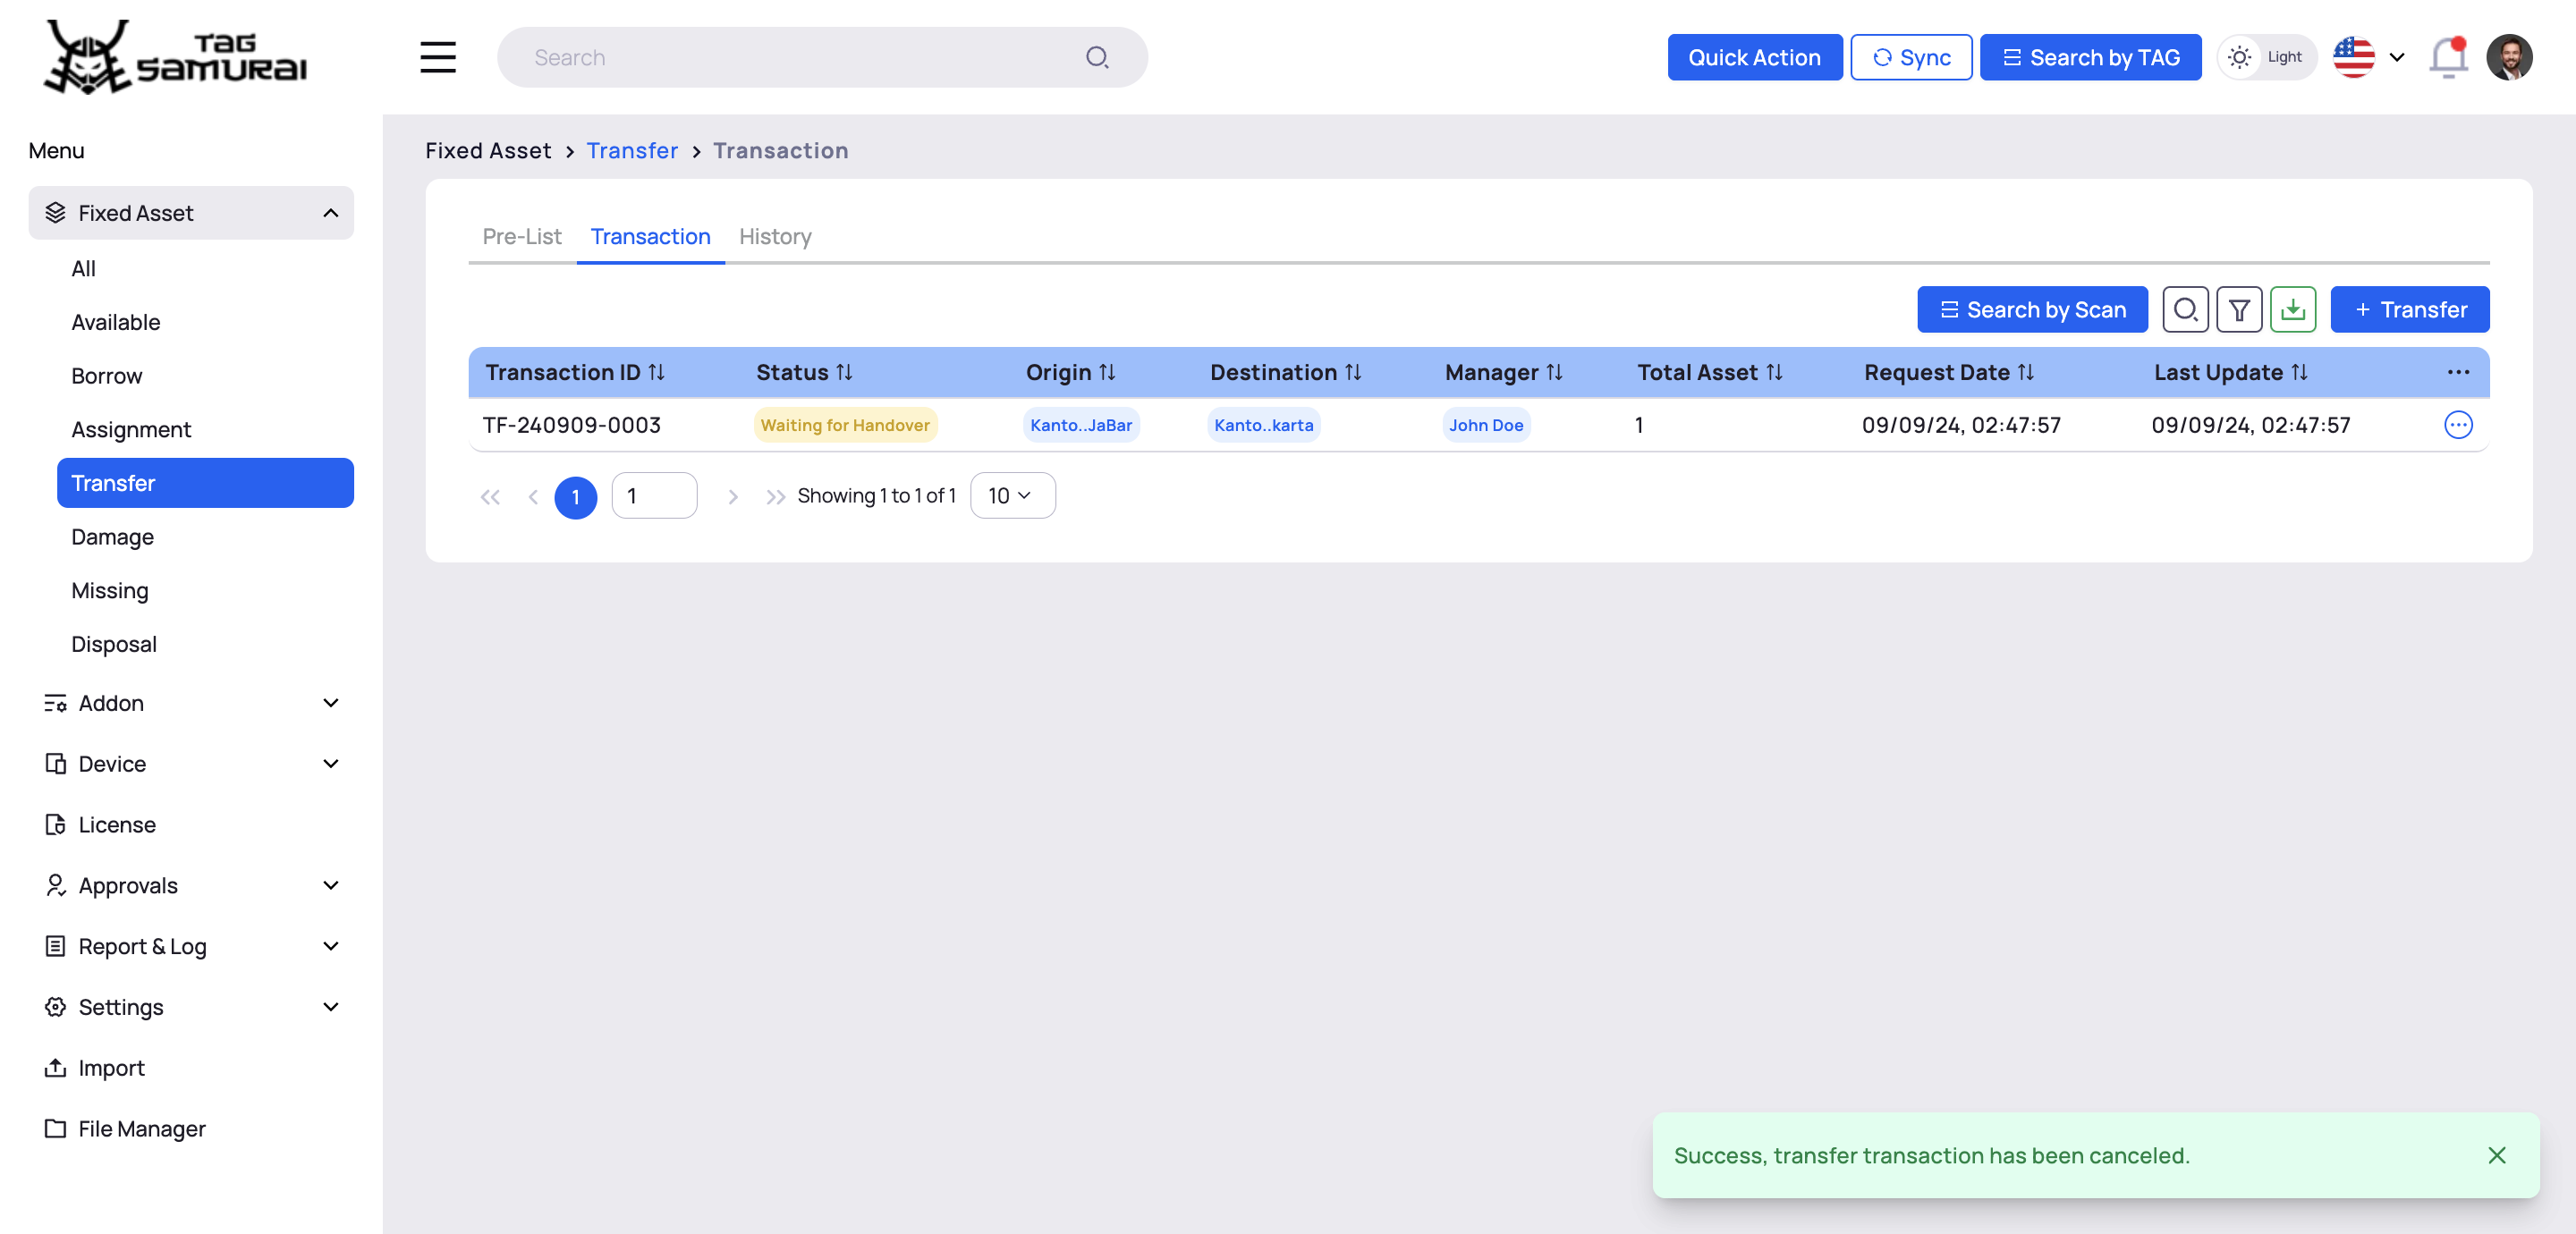 TAG SAMURAI
Search
Quick Action
Sync
Search by TAG
Light
Menu
Fixed Asset
All
Available
Borrow
Assignment
Transfer
Damage
Missing
Disposal
Addon
Device
License
Approvals
Report & Log
Settings
Import
File Manager
Fixed Asset > Transfer > Transaction
Pre-List Transaction History
Search by Scan
+ Transfer
Transaction ID Status Origin Destination Manager Total Asset Request Date Last Update
TF-240909-0003 Waiting for Handover Kanto..JaBar Kanto..karta John Doe 1 09/09/24, 02:47:57 09/09/24, 02:47:57
1 1 Showing 1 to 1 of 1 10
Success, transfer transaction has been canceled.